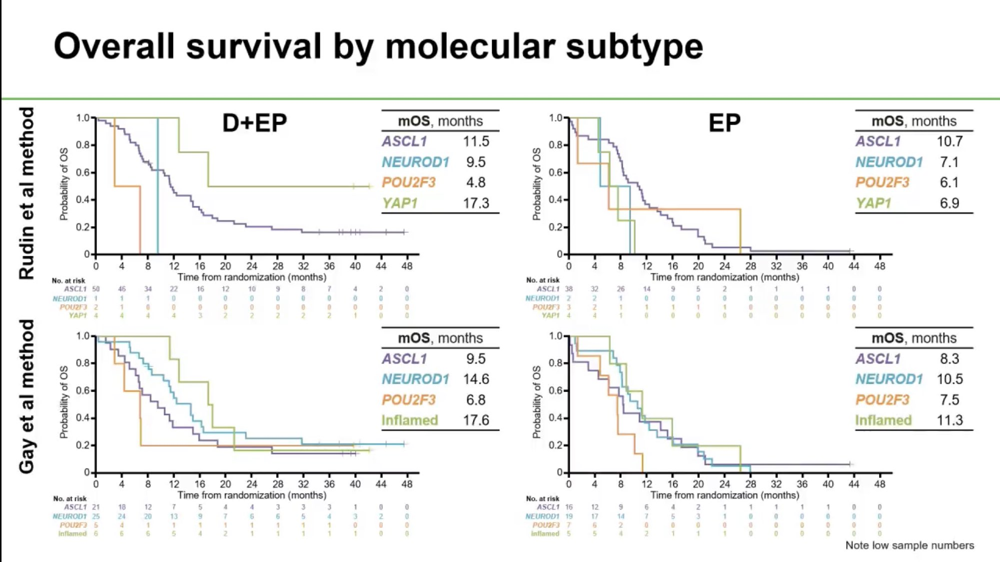 Overall survival by molecular subtype
Rudin et al method
D+EP
Probability of OS
1.0
0.8
0.6
0.4
0.2
0
0 4 8 12 16 20 24 28 32 36 40 44 48
Time from randomization (months)
mOS, months
ASCL1 11.5
NEUROD1 9.5
POU2F3 4.8
YAP1 17.3
No. at risk
ASCL1 50 46 34 22 16 12 10 9 8 7 4 2 0
NEUROD1 1 1 1 0 0 0 0 0 0 0 0 0 0
POU2F3 2 1 0 0 0 0 0 0 0 0 0 0 0
YAP1 4 4 4 4 3 2 2 2 2 2 1 0 0
EP
Probability of OS
1.0
0.8
0.6
0.4
0.2
0
0 4 8 12 16 20 24 28 32 36 40 44 48
Time from randomization (months)
mOS, months
ASCL1 10.7
NEUROD1 7.1
POU2F3 6.1
YAP1 6.9
No. at risk
ASCL1 38 32 26 14 9 5 2 1 1 1 1 0 0
NEUROD1 2 2 1 0 0 0 0 0 0 0 0 0 0
POU2F3 3 2 1 1 1 1 1 0 0 0 0 0 0
YAP1 4 4 1 0 0 0 0 0 0 0 0 0 0
Gay et al method
Probability of OS
1.0
0.8
0.6
0.4
0.2
0
0 4 8 12 16 20 24 28 32 36 40 44 48
Time from randomization (months)
mOS, months
ASCL1 9.5
NEUROD1 14.6
POU2F3 6.8
Inflamed 17.6
No. at risk
ASCL1 21 18 12 7 5 4 4 3 3 3 1 0 0
NEUROD1 25 24 20 13 9 7 6 6 5 4 3 2 0
POU2F3 5 4 1 1 1 1 1 1 1 1 0 0 0
Inflamed 6 6 6 5 4 2 1 1 1 1 1 0 0
Probability of OS
1.0
0.8
0.6
0.4
0.2
0
0 4 8 12 16 20 24 28 32 36 40 44 48
Time from randomization (months)
mOS, months
ASCL1 8.3
NEUROD1 10.5
POU2F3 7.5
Inflamed 11.3
No. at risk
ASCL1 16 12 9 6 4 2 1 1 1 1 1 0 0
NEUROD1 19 17 14 7 5 3 1 0 0 0 0 0 0
POU2F3 7 6 2 0 0 0 0 0 0 0 0 0 0
Inflamed 5 5 4 2 1 1 1 0 0 0 0 0 0
Note low sample numbers